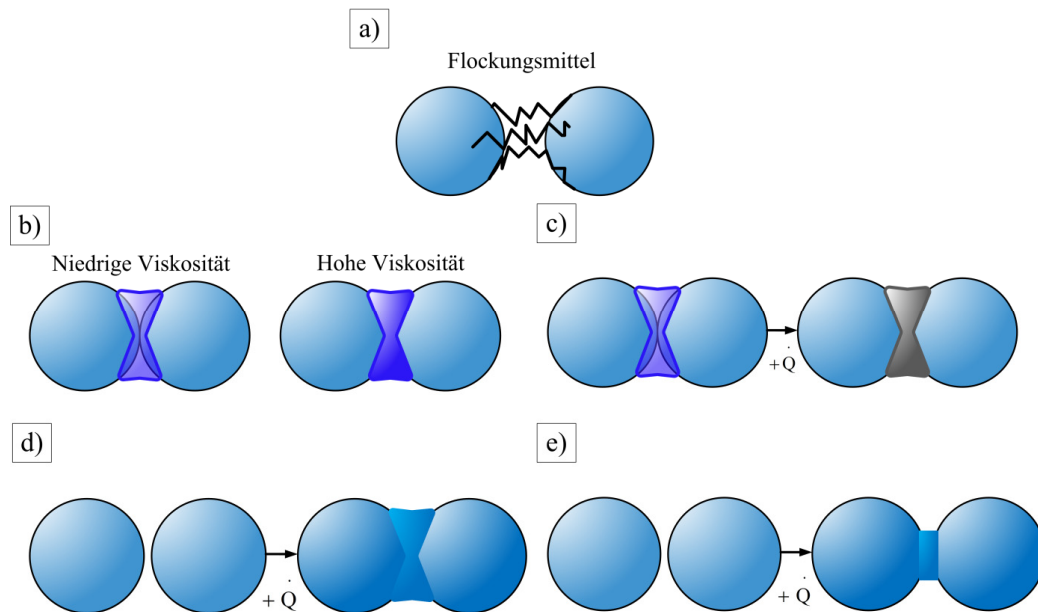 a)
Flockungsmittel
b)
Niedrige Viskosität
Hohe Viskosität
c)
+ Q̇
d)
+ Q̇
e)
+ Q̇